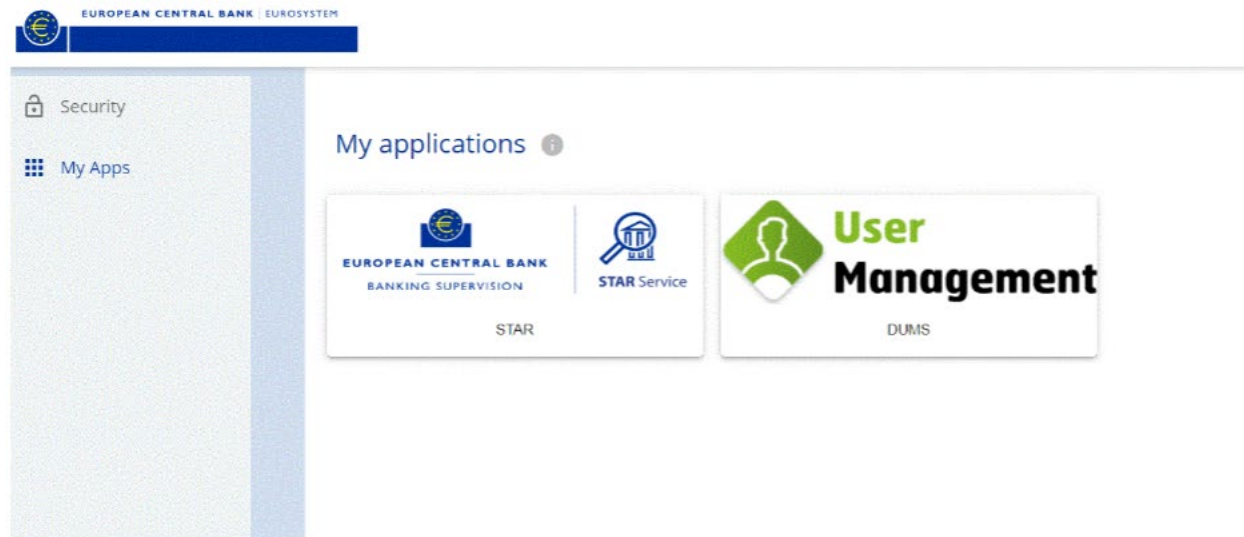 EUROPEAN CENTRAL BANK | EUROSYSTEM
Security
My Apps
My applications
EUROPEAN CENTRAL BANK
BANKING SUPERVISION
STAR Service
STAR
User
Management
DUMS